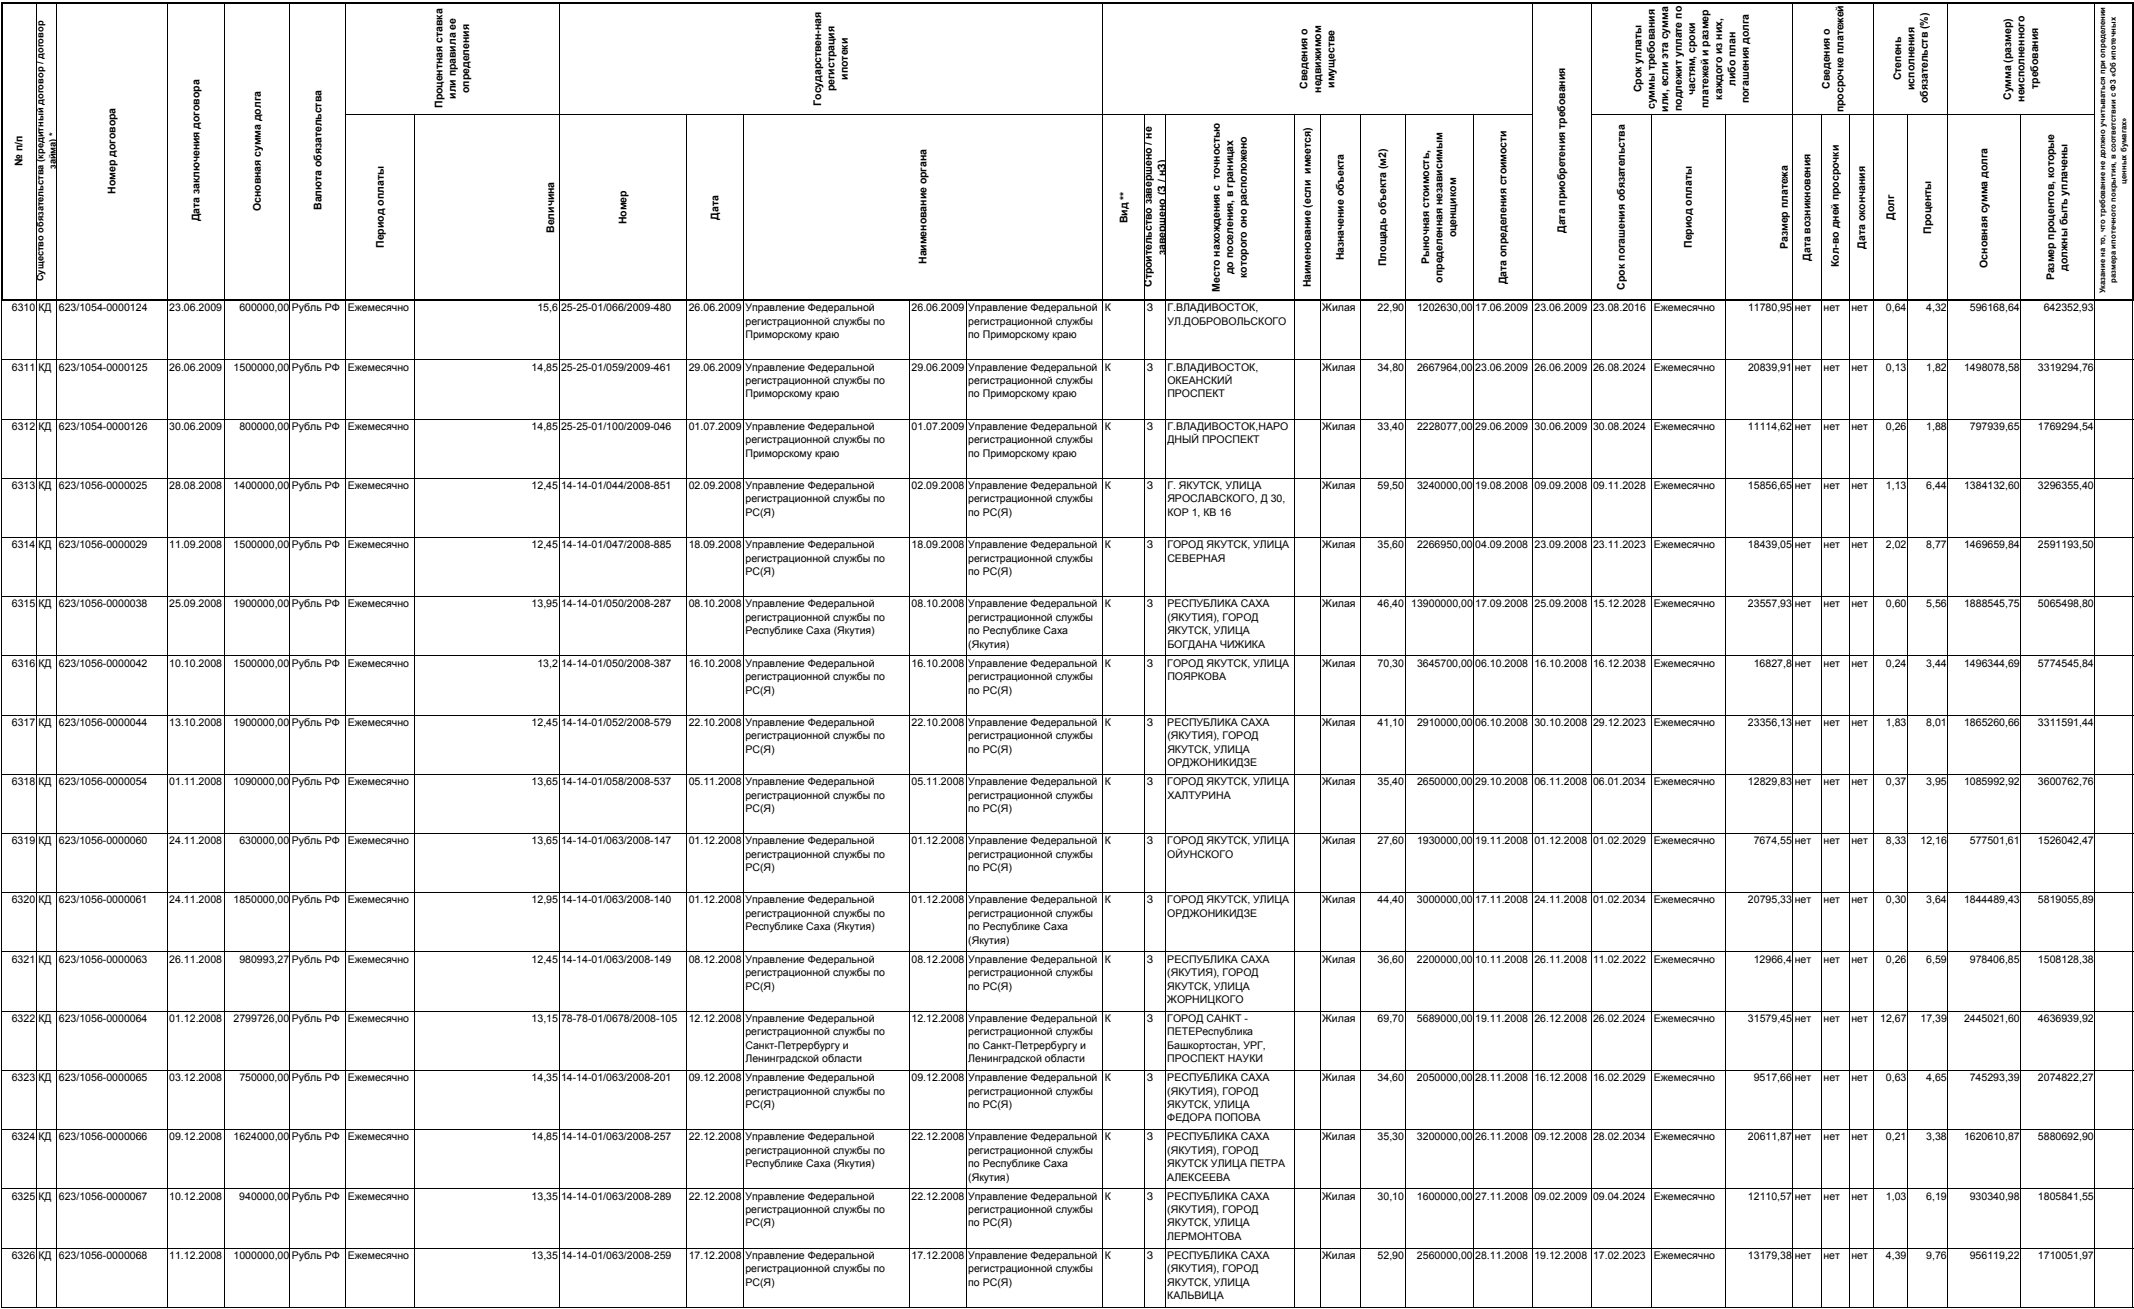 № п/п
Существо обязательства (кредитный договор / договор займа) *
Номер договора
Дата заключения договора
Основная сумма долга
Валюта обязательства
Процентная ставка или правила ее определения
Период оплаты
Величина
Государствен-ная регистрация ипотеки
Номер
Дата
Наименование органа
Сведения о недвижимом имуществе
Вид **
Строительство завершено / не завершено (З / нЗ)
Место нахождения с точностью до поселения, в границах которого оно расположено
Наименование (если имеется)
Назначение объекта
Площадь объекта (м2)
Рыночная стоимость, определенная независимым оценщиком
Дата определения стоимости
Дата приобретения требования
Срок уплаты суммы требования или, если эта сумма подлежит уплате по частям, сроки платежей и размер каждого из них, либо план погашения долга
Срок погашения обязательства
Период оплаты
Размер платежа
Сведения о просрочке платежей
Дата возникновения
Кол-во дней просрочки
Дата окончания
Степень исполнения обязательств (%)
Долг
Проценты
Сумма (размер) неисполненного требования
Основная сумма долга
Размер процентов, которые должны быть уплачены
Указание на то, что требование не должно учитываться при определении размера ипотечного покрытия, в соответствии с ФЗ «Об ипотечных ценных бумагах»
6310 КД 623/1054-0000124 23.06.2009 600000,00 Рубль РФ Ежемесячно 15,6 25-25-01/066/2009-480 26.06.2009 Управление Федеральной регистрационной службы по Приморскому краю 26.06.2009 Управление Федеральной регистрационной службы по Приморскому краю К З Г.ВЛАДИВОСТОК, УЛ.ДОБРОВОЛЬСКОГО Жилая 22,90 1202630,00 17.06.2009 23.06.2009 23.08.2016 Ежемесячно 11780,95 нет нет нет 0,64 4,32 596168,64 642352,93
6311 КД 623/1054-0000125 26.06.2009 1500000,00 Рубль РФ Ежемесячно 14,85 25-25-01/059/2009-461 29.06.2009 Управление Федеральной регистрационной службы по Приморскому краю 29.06.2009 Управление Федеральной регистрационной службы по Приморскому краю К З Г.ВЛАДИВОСТОК, ОКЕАНСКИЙ ПРОСПЕКТ Жилая 34,80 2667964,00 23.06.2009 26.06.2009 26.08.2024 Ежемесячно 20839,91 нет нет нет 0,13 1,82 1498078,58 3319294,76
6312 КД 623/1054-0000126 30.06.2009 800000,00 Рубль РФ Ежемесячно 14,85 25-25-01/100/2009-046 01.07.2009 Управление Федеральной регистрационной службы по Приморскому краю 01.07.2009 Управление Федеральной регистрационной службы по Приморскому краю К З Г.ВЛАДИВОСТОК,НАРО ДНЫЙ ПРОСПЕКТ Жилая 33,40 2228077,00 29.06.2009 30.06.2009 30.08.2024 Ежемесячно 11114,62 нет нет нет 0,26 1,88 797939,65 1769294,54
6313 КД 623/1056-0000025 28.08.2008 1400000,00 Рубль РФ Ежемесячно 12,45 14-14-01/044/2008-851 02.09.2008 Управление Федеральной регистрационной службы по РС(Я) 02.09.2008 Управление Федеральной регистрационной службы по РС(Я) К З Г. ЯКУТСК, УЛИЦА ЯРОСЛАВСКОГО, Д 30, КОР 1, КВ 16 Жилая 59,50 3240000,00 19.08.2008 09.09.2008 09.11.2028 Ежемесячно 15856,65 нет нет нет 1,13 6,44 1384132,60 3296355,40
6314 КД 623/1056-0000029 11.09.2008 1500000,00 Рубль РФ Ежемесячно 12,45 14-14-01/047/2008-885 18.09.2008 Управление Федеральной регистрационной службы по РС(Я) 18.09.2008 Управление Федеральной регистрационной службы по РС(Я) К З ГОРОД ЯКУТСК, УЛИЦА СЕВЕРНАЯ Жилая 35,60 2266950,00 04.09.2008 23.09.2008 23.11.2023 Ежемесячно 18439,05 нет нет нет 2,02 8,77 1469659,84 2591193,50
6315 КД 623/1056-0000038 25.09.2008 1900000,00 Рубль РФ Ежемесячно 13,95 14-14-01/050/2008-287 08.10.2008 Управление Федеральной регистрационной службы по Республике Саха (Якутия) 08.10.2008 Управление Федеральной регистрационной службы по Республике Саха (Якутия) К З РЕСПУБЛИКА САХА (ЯКУТИЯ), ГОРОД ЯКУТСК, УЛИЦА БОГДАНА ЧИЖИКА Жилая 46,40 13900000,00 17.09.2008 25.09.2008 15.12.2028 Ежемесячно 23557,93 нет нет нет 0,60 5,56 1888545,75 5065498,80
6316 КД 623/1056-0000042 10.10.2008 1500000,00 Рубль РФ Ежемесячно 13,2 14-14-01/050/2008-387 16.10.2008 Управление Федеральной регистрационной службы по РС(Я) 16.10.2008 Управление Федеральной регистрационной службы по РС(Я) К З ГОРОД ЯКУТСК, УЛИЦА ПОЯРКОВА Жилая 70,30 3645700,00 06.10.2008 16.10.2008 16.12.2038 Ежемесячно 16827,8 нет нет нет 0,24 3,44 1496344,69 5774545,84
6317 КД 623/1056-0000044 13.10.2008 1900000,00 Рубль РФ Ежемесячно 12,45 14-14-01/052/2008-579 22.10.2008 Управление Федеральной регистрационной службы по РС(Я) 22.10.2008 Управление Федеральной регистрационной службы по РС(Я) К З РЕСПУБЛИКА САХА (ЯКУТИЯ), ГОРОД ЯКУТСК, УЛИЦА ОРДЖОНИКИДЗЕ Жилая 41,10 2910000,00 06.10.2008 30.10.2008 29.12.2023 Ежемесячно 23356,13 нет нет нет 1,83 8,01 1865260,66 3311591,44
6318 КД 623/1056-0000054 01.11.2008 1090000,00 Рубль РФ Ежемесячно 13,65 14-14-01/058/2008-537 05.11.2008 Управление Федеральной регистрационной службы по РС(Я) 05.11.2008 Управление Федеральной регистрационной службы по РС(Я) К З ГОРОД ЯКУТСК, УЛИЦА ХАЛТУРИНА Жилая 35,40 2650000,00 29.10.2008 06.11.2008 06.01.2034 Ежемесячно 12829,83 нет нет нет 0,37 3,95 1085992,92 3600762,76
6319 КД 623/1056-0000060 24.11.2008 630000,00 Рубль РФ Ежемесячно 13,65 14-14-01/063/2008-147 01.12.2008 Управление Федеральной регистрационной службы по РС(Я) 01.12.2008 Управление Федеральной регистрационной службы по РС(Я) К З ГОРОД ЯКУТСК, УЛИЦА ОЙУНСКОГО Жилая 27,60 1930000,00 19.11.2008 01.12.2008 01.02.2029 Ежемесячно 7674,55 нет нет нет 8,33 12,16 577501,61 1526042,47
6320 КД 623/1056-0000061 24.11.2008 1850000,00 Рубль РФ Ежемесячно 12,95 14-14-01/063/2008-140 01.12.2008 Управление Федеральной регистрационной службы по Республике Саха (Якутия) 01.12.2008 Управление Федеральной регистрационной службы по Республике Саха (Якутия) К З ГОРОД ЯКУТСК, УЛИЦА ОРДЖОНИКИДЗЕ Жилая 44,40 3000000,00 17.11.2008 24.11.2008 01.02.2034 Ежемесячно 20795,33 нет нет нет 0,30 3,64 1844489,43 5819055,89
6321 КД 623/1056-0000063 26.11.2008 980993,27 Рубль РФ Ежемесячно 12,45 14-14-01/063/2008-149 08.12.2008 Управление Федеральной регистрационной службы по РС(Я) 08.12.2008 Управление Федеральной регистрационной службы по РС(Я) К З РЕСПУБЛИКА САХА (ЯКУТИЯ), ГОРОД ЯКУТСК, УЛИЦА ЖОРНИЦКОГО Жилая 36,60 2200000,00 10.11.2008 26.11.2008 11.02.2022 Ежемесячно 12966,4 нет нет нет 0,26 6,59 978406,85 1508128,38
6322 КД 623/1056-0000064 01.12.2008 2799726,00 Рубль РФ Ежемесячно 13,15 78-78-01/0678/2008-105 12.12.2008 Управление Федеральной регистрационной службы по Санкт-Петрербургу и Ленинградской области 12.12.2008 Управление Федеральной регистрационной службы по Санкт-Петрербургу и Ленинградской области К З ГОРОД САНКТ - ПЕТЕРеспублика Башкортостан, УРГ, ПРОСПЕКТ НАУКИ Жилая 69,70 5689000,00 19.11.2008 26.12.2008 26.02.2024 Ежемесячно 31579,45 нет нет нет 12,67 17,39 2445021,60 4636939,92
6323 КД 623/1056-0000065 03.12.2008 750000,00 Рубль РФ Ежемесячно 14,35 14-14-01/063/2008-201 09.12.2008 Управление Федеральной регистрационной службы по РС(Я) 09.12.2008 Управление Федеральной регистрационной службы по РС(Я) К З РЕСПУБЛИКА САХА (ЯКУТИЯ), ГОРОД ЯКУТСК, УЛИЦА ФЕДОРА ПОПОВА Жилая 34,60 2050000,00 28.11.2008 16.12.2008 16.02.2029 Ежемесячно 9517,66 нет нет нет 0,63 4,65 745293,39 2074822,27
6324 КД 623/1056-0000066 09.12.2008 1624000,00 Рубль РФ Ежемесячно 14,85 14-14-01/063/2008-257 22.12.2008 Управление Федеральной регистрационной службы по Республике Саха (Якутия) 22.12.2008 Управление Федеральной регистрационной службы по Республике Саха (Якутия) К З РЕСПУБЛИКА САХА (ЯКУТИЯ), ГОРОД ЯКУТСК УЛИЦА ПЕТРА АЛЕКСЕЕВА Жилая 35,30 3200000,00 26.11.2008 09.12.2008 28.02.2034 Ежемесячно 20611,87 нет нет нет 0,21 3,38 1620610,87 5880692,90
6325 КД 623/1056-0000067 10.12.2008 940000,00 Рубль РФ Ежемесячно 13,35 14-14-01/063/2008-289 22.12.2008 Управление Федеральной регистрационной службы по РС(Я) 22.12.2008 Управление Федеральной регистрационной службы по РС(Я) К З РЕСПУБЛИКА САХА (ЯКУТИЯ), ГОРОД ЯКУТСК, УЛИЦА ЛЕРМОНТОВА Жилая 30,10 1600000,00 27.11.2008 09.02.2009 09.04.2024 Ежемесячно 12110,57 нет нет нет 1,03 6,19 930340,98 1805841,55
6326 КД 623/1056-0000068 11.12.2008 1000000,00 Рубль РФ Ежемесячно 13,35 14-14-01/063/2008-259 17.12.2008 Управление Федеральной регистрационной службы по РС(Я) 17.12.2008 Управление Федеральной регистрационной службы по РС(Я) К З РЕСПУБЛИКА САХА (ЯКУТИЯ), ГОРОД ЯКУТСК, УЛИЦА КАЛЬВИЦА Жилая 52,90 2560000,00 28.11.2008 19.12.2008 17.02.2023 Ежемесячно 13179,38 нет нет нет 4,39 9,76 956119,22 1710051,97